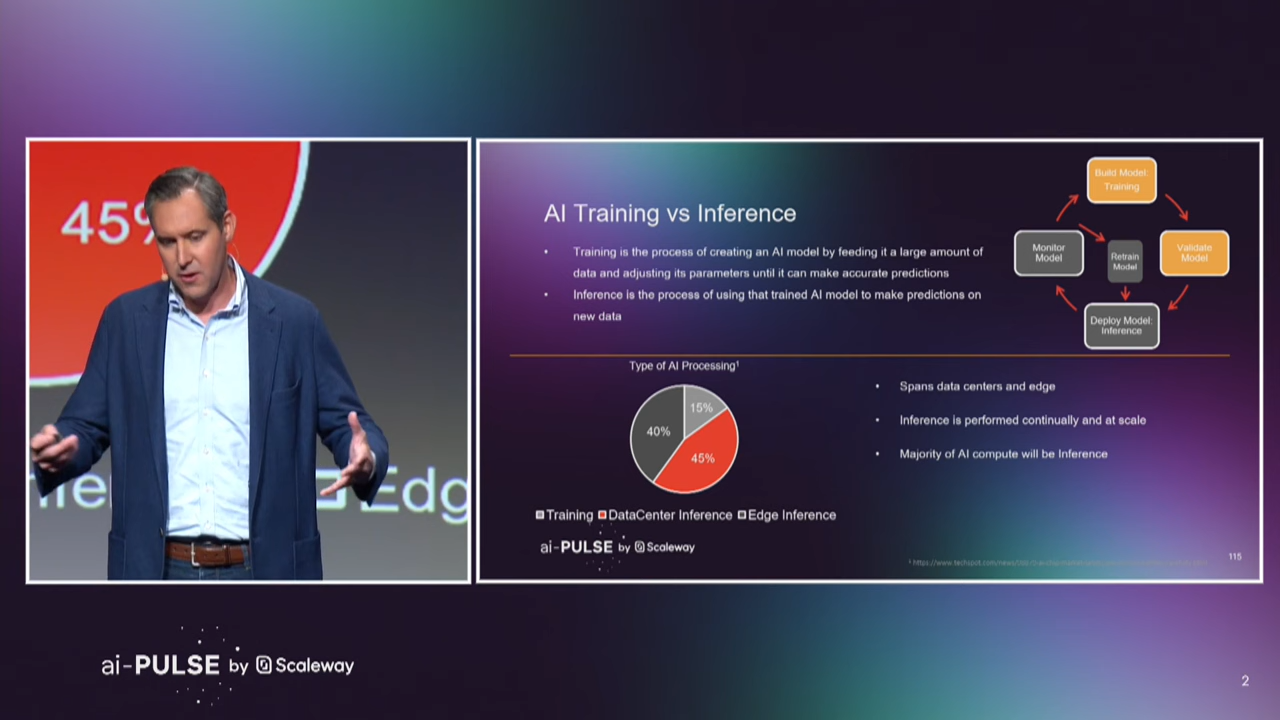 45%
Edg
AI Training vs Inference
• Training is the process of creating an AI model by feeding it a large amount of
data and adjusting its parameters until it can make accurate predictions
• Inference is the process of using that trained AI model to make predictions on
new data
Build Model:
Training
Monitor
Model
Retrain
Model
Validate
Model
Deploy Model:
Inference
Type of AI Processing¹
15%
40%
45%
Training DataCenter Inference Edge Inference
• Spans data centers and edge
• Inference is performed continually and at scale
• Majority of AI compute will be Inference
ai-PULSE by Scaleway
115
ai-PULSE by Scaleway
2